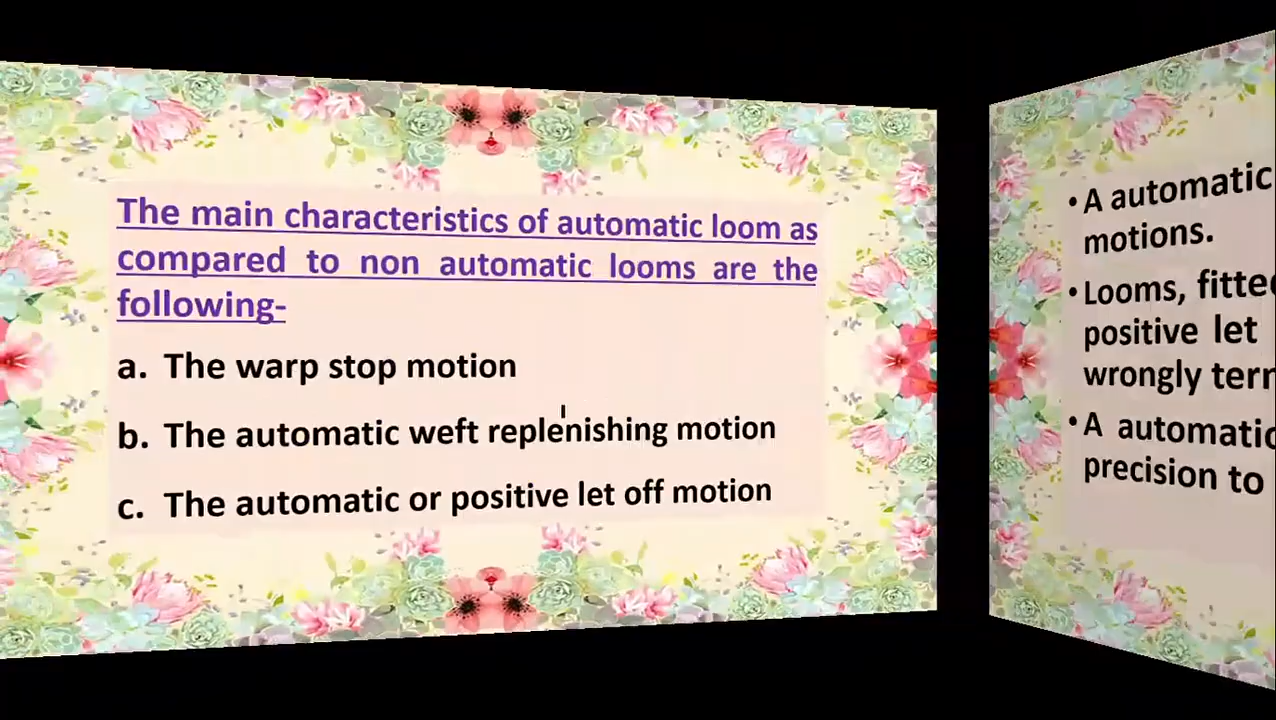 The main characteristics of automatic loom as
compared to non automatic looms are the
following-
a. The warp stop motion
b. The automatic weft replenishing motion
c. The automatic or positive let off motion
• A automatic
motions.
• Looms, fitted
positive let
wrongly
• A automatic
precision to